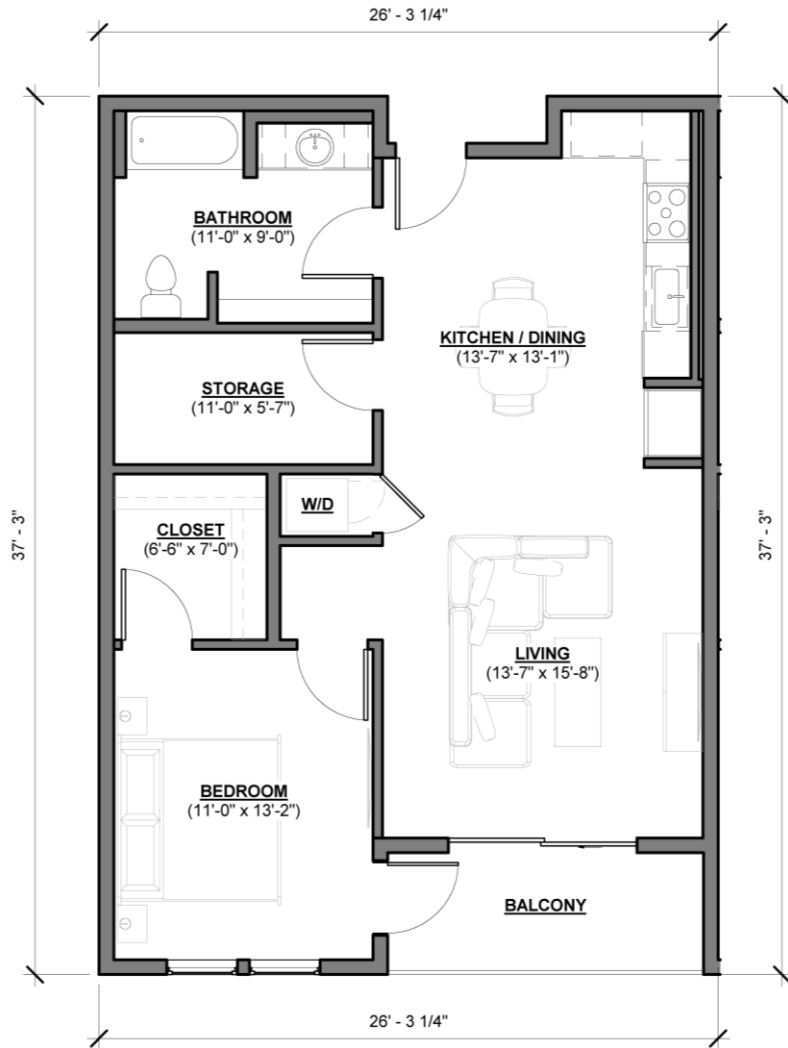 26' - 3 1/4"
BATHROOM
(11'-0" x 9'-0")
KITCHEN / DINING
(13'-7" x 13'-1")
STORAGE
(11'-0" x 5'-7")
W/D
CLOSET
(6'-6" x 7'-0")
37' - 3"
37' - 3"
LIVING
(13'-7" x 15'-8")
BEDROOM
(11'-0" x 13'-2")
BALCONY
26' - 3 1/4"